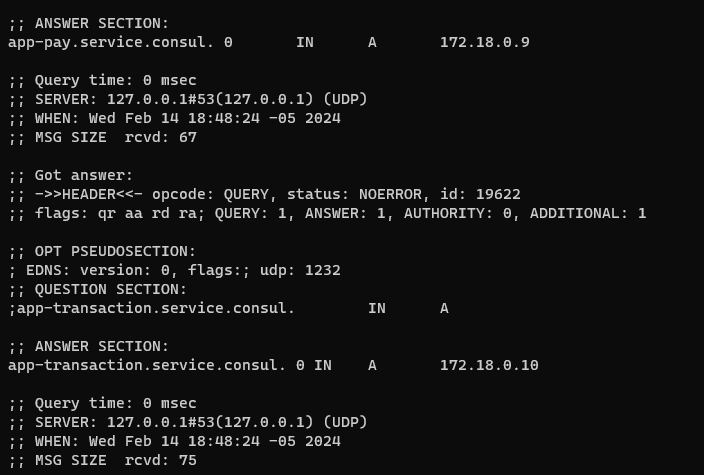 ;; ANSWER SECTION:
app-pay.service.consul. 0 IN A 172.18.0.9
;; Query time: 0 msec
;; SERVER: 127.0.0.1#53(127.0.0.1) (UDP)
;; WHEN: Wed Feb 14 18:48:24 -05 2024
;; MSG SIZE rcvd: 67
;; Got answer:
;; ->>HEADER<<- opcode: QUERY, status: NOERROR, id: 19622
;; flags: qr aa rd ra; QUERY: 1, ANSWER: 1, AUTHORITY: 0, ADDITIONAL: 1
;; OPT PSEUDOSECTION:
; EDNS: version: 0, flags:; udp: 1232
;; QUESTION SECTION:
;app-transaction.service.consul. IN A
;; ANSWER SECTION:
app-transaction.service.consul. 0 IN A 172.18.0.10
;; Query time: 0 msec
;; SERVER: 127.0.0.1#53(127.0.0.1) (UDP)
;; WHEN: Wed Feb 14 18:48:24 -05 2024
;; MSG SIZE rcvd: 75